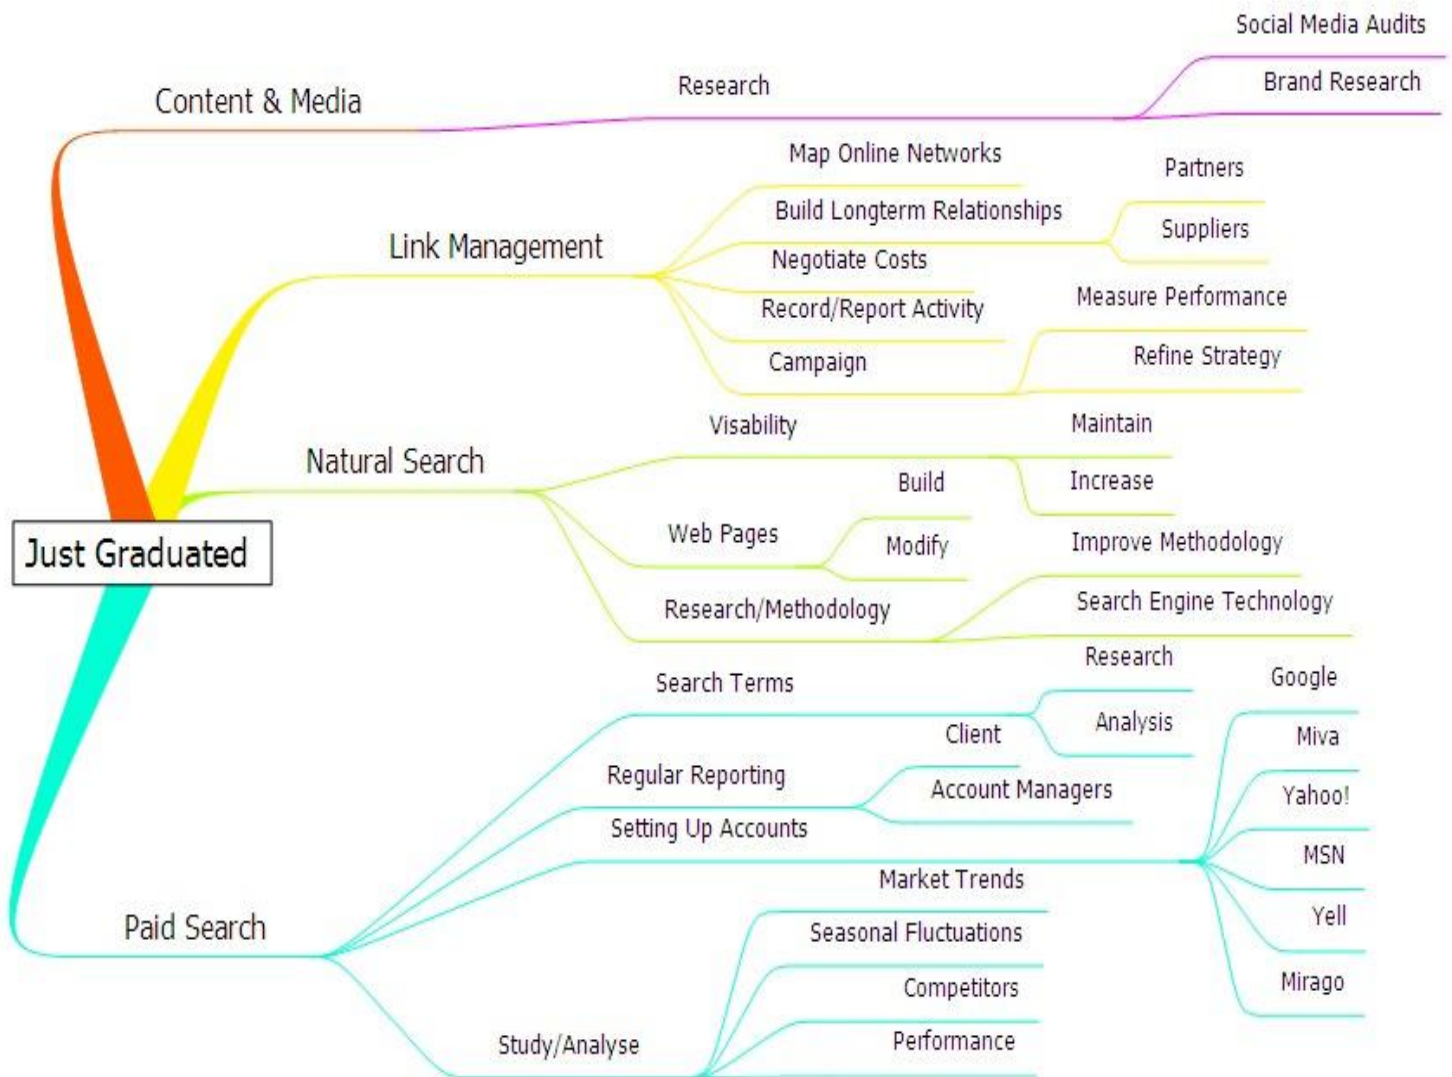 Just Graduated
Content & Media
Research
Social Media Audits
Brand Research
Link Management
Map Online Networks
Build Longterm Relationships
Partners
Suppliers
Negotiate Costs
Record/Report Activity
Campaign
Measure Performance
Refine Strategy
Natural Search
Visability
Maintain
Increase
Web Pages
Build
Modify
Research/Methodology
Improve Methodology
Search Engine Technology
Paid Search
Search Terms
Research
Analysis
Regular Reporting
Client
Account Managers
Setting Up Accounts
Google
Miva
Yahoo!
MSN
Yell
Mirago
Study/Analyse
Market Trends
Seasonal Fluctuations
Competitors
Performance